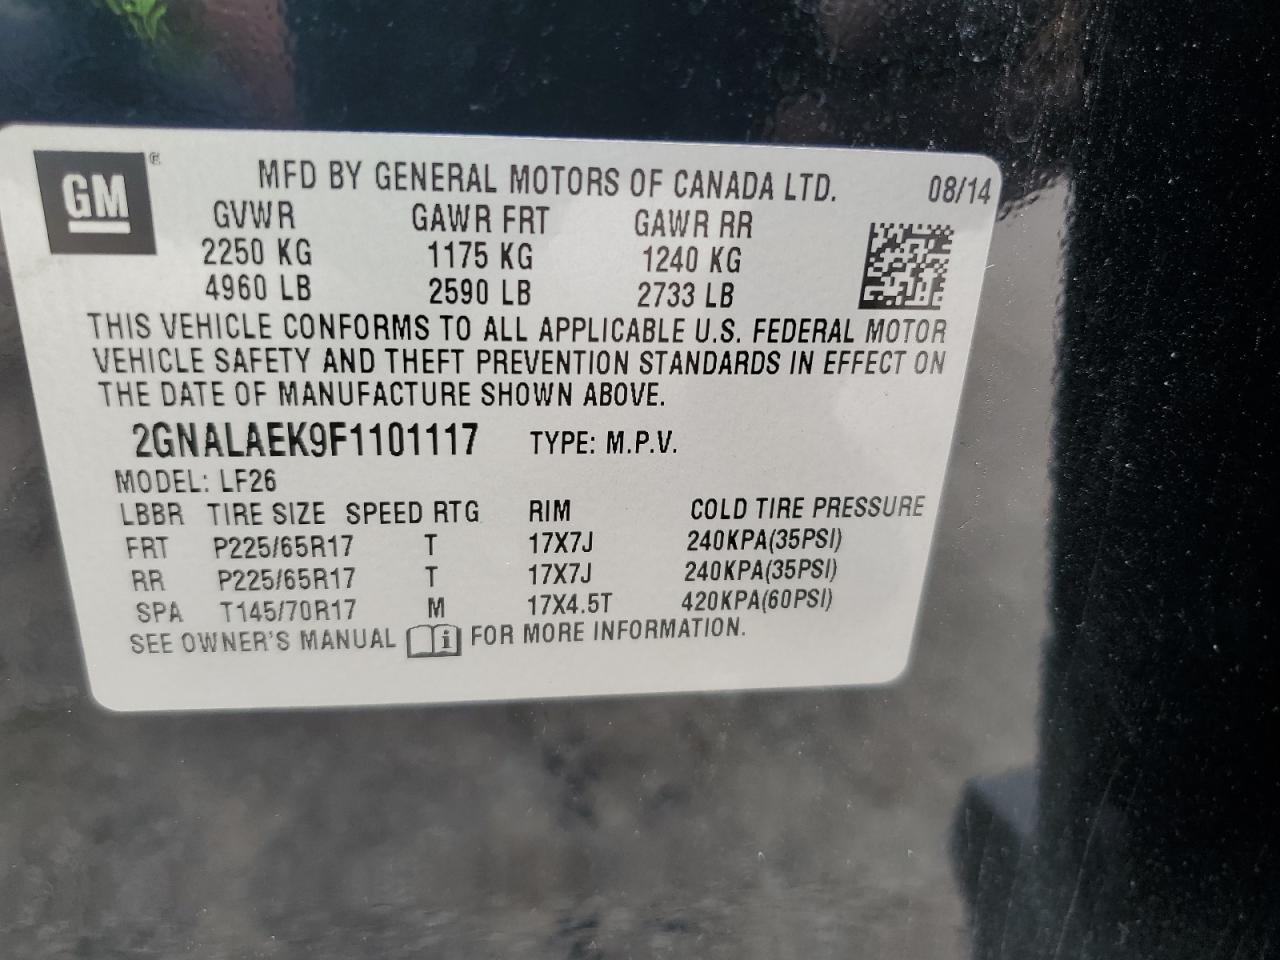 GM® MFD BY GENERAL MOTORS OF CANADA LTD. 08/14
GVWR GAWR FRT GAWR RR
2250 KG 1175 KG 1240 KG
4960 LB 2590 LB 2733 LB
THIS VEHICLE CONFORMS TO ALL APPLICABLE U.S. FEDERAL MOTOR
VEHICLE SAFETY AND THEFT PREVENTION STANDARDS IN EFFECT ON
THE DATE OF MANUFACTURE SHOWN ABOVE.
2GNALAEK9F1101117 TYPE: M.P.V.
MODEL: LF26
LBBR TIRE SIZE SPEED RTG RIM COLD TIRE PRESSURE
FRT P225/65R17 T 17X7J 240KPA(35PSI)
RR P225/65R17 T 17X7J 240KPA(35PSI)
SPA T145/70R17 M 17X4.5T 420KPA(60PSI)
SEE OWNER'S MANUAL i FOR MORE INFORMATION.